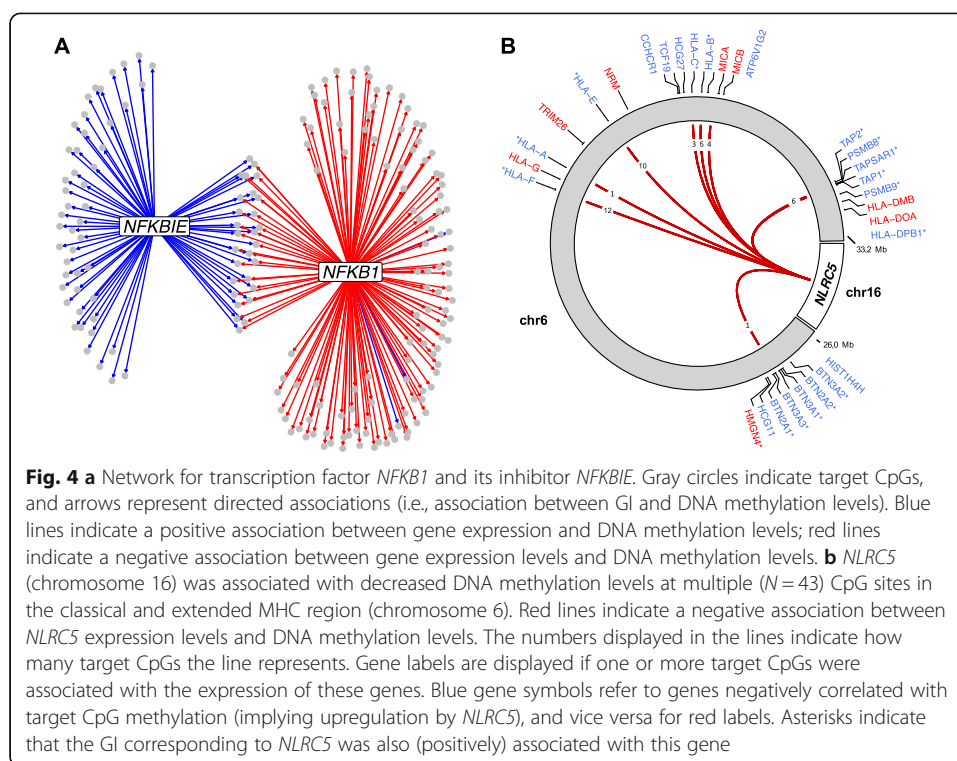 A
NFKBIE
NFKB1
B
CCHCR1
TCF19
HCG27
HLA–C*
HLA–B*
MICA
MICB
ATP6V1G2
NRM
*HLA–E
TRIM26
*HLA–A
HLA–G
*HLA–F
TAP2*
PSMB8*
TAPSAR1*
TAP1*
PSMB9*
HLA–DMB
HLA–DOA
HLA–DPB1*
33,2 Mb
NLRC5
chr16
chr6
26,0 Mb
HIST1H4H
BTN3A2*
BTN2A2*
BTN3A1*
BTN3A3*
BTN2A1*
HCG11
HMGN4*
3
6
4
10
1
12
6
1
Fig. 4 a Network for transcription factor NFKB1 and its inhibitor NFKBIE. Gray circles indicate target CpGs,
and arrows represent directed associations (i.e., association between GI and DNA methylation levels). Blue
lines indicate a positive association between gene expression and DNA methylation levels; red lines
indicate a negative association between gene expression levels and DNA methylation levels. b NLRC5
(chromosome 16) was associated with decreased DNA methylation levels at multiple (N = 43) CpG sites in
the classical and extended MHC region (chromosome 6). Red lines indicate a negative association between
NLRC5 expression levels and DNA methylation levels. The numbers displayed in the lines indicate how
many target CpGs the line represents. Gene labels are displayed if one or more target CpGs were
associated with the expression of these genes. Blue gene symbols refer to genes negatively correlated with
target CpG methylation (implying upregulation by NLRC5), and vice versa for red labels. Asterisks indicate
that the GI corresponding to NLRC5 was also (positively) associated with this gene